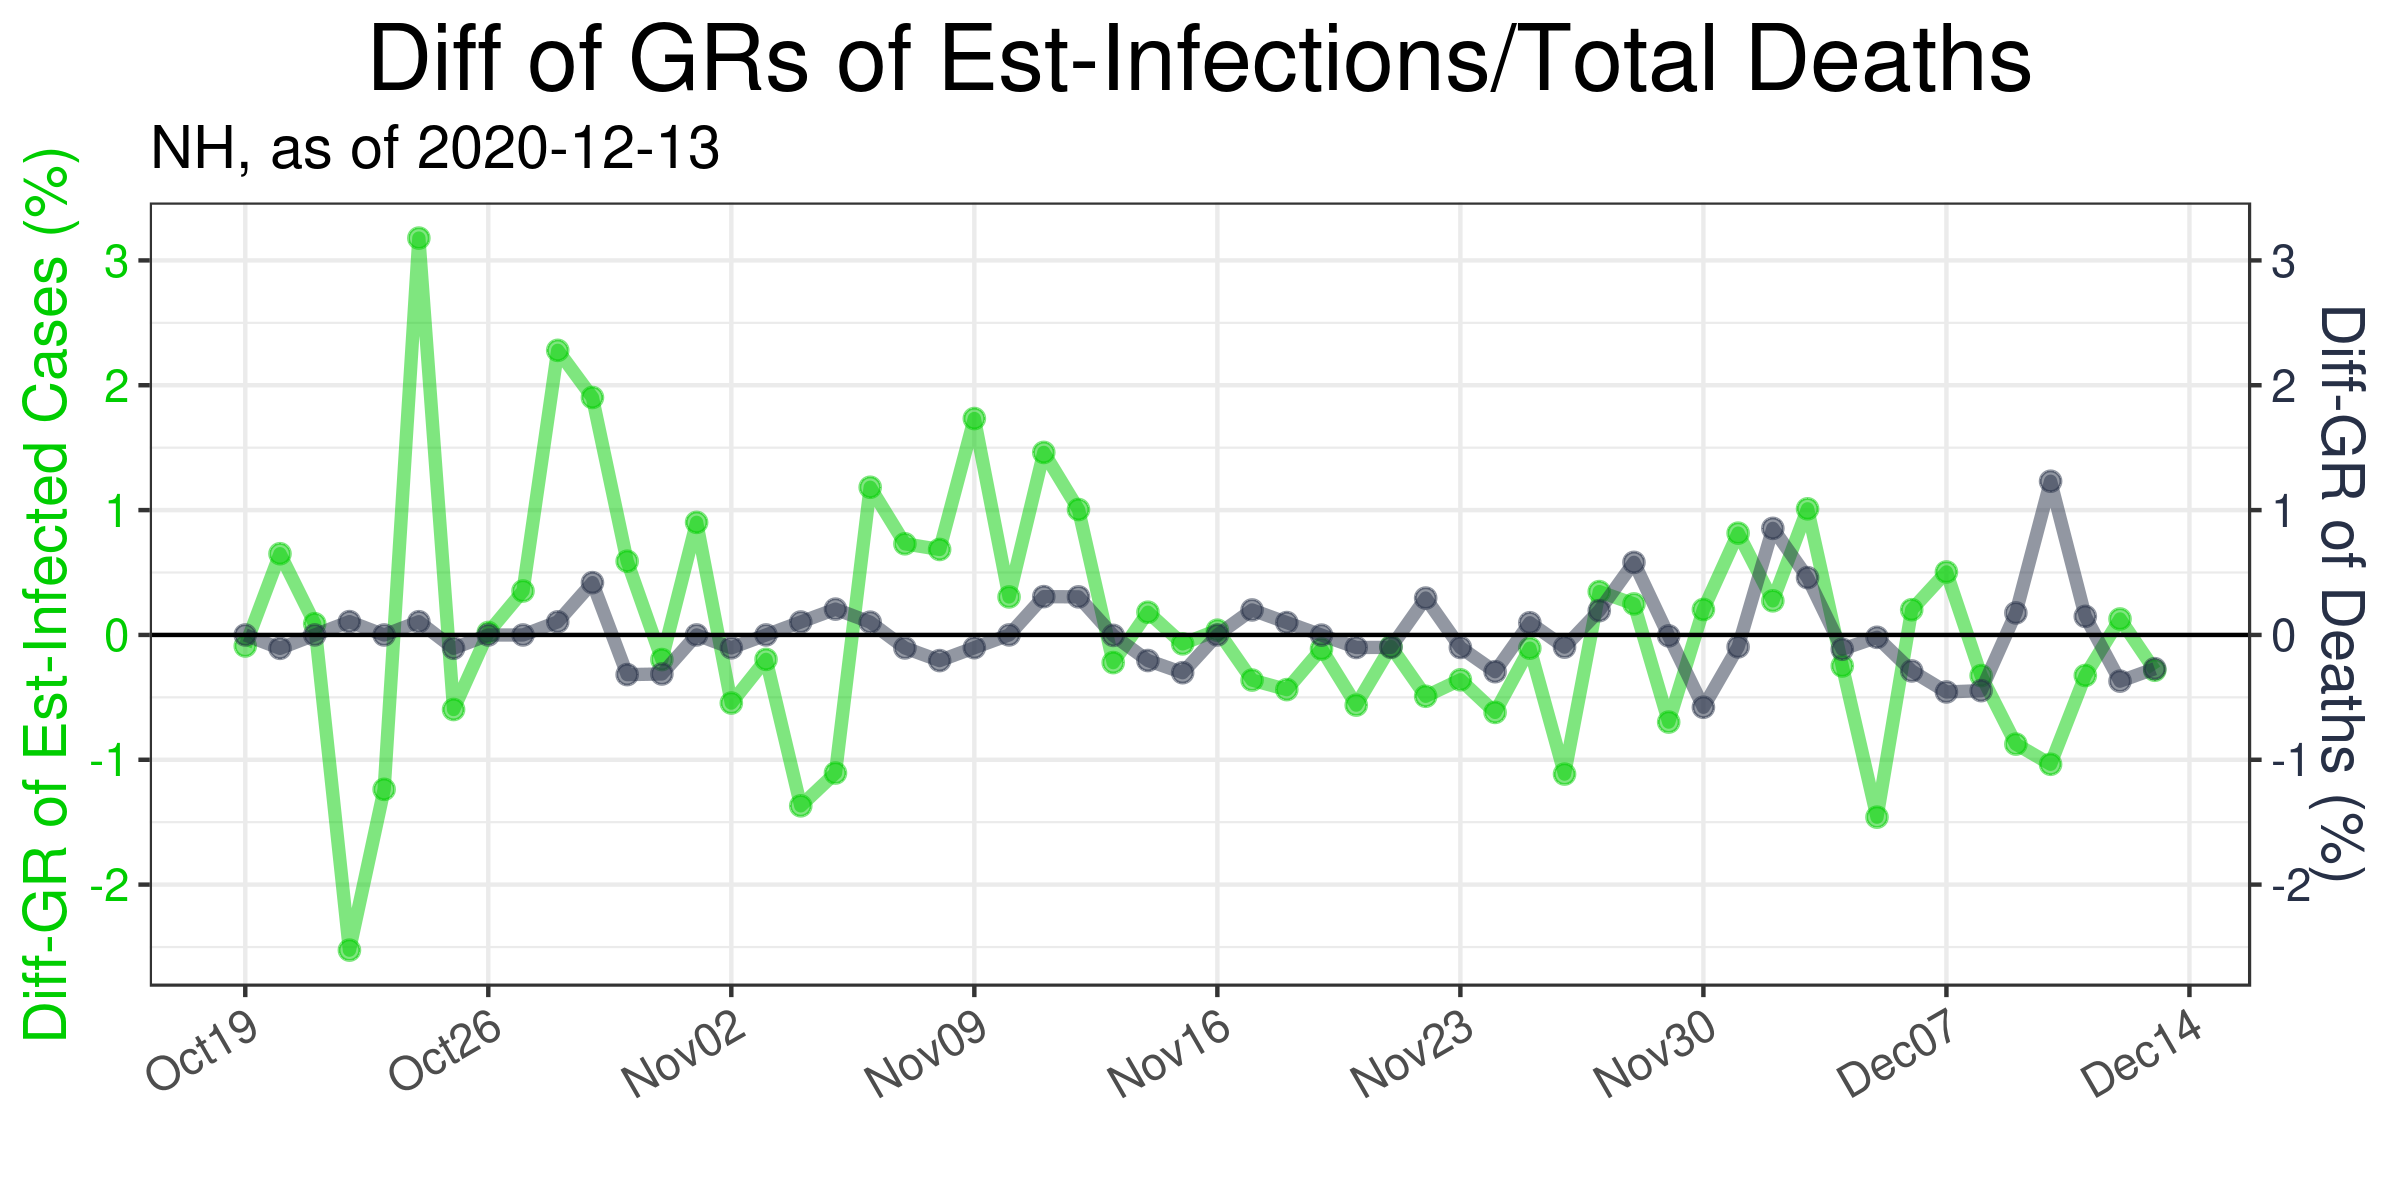 Diff of GRs of Est-Infections/Total Deaths
NH, as of 2020-12-13
Diff-GR of Est-Infected Cases (%)
3
2
1
0
-1
-2
3
2
1
0
-1
-2
Diff-GR of Deaths (%)
Oct19
Oct26
Nov02
Nov09
Nov16
Nov23
Nov30
Dec07
Dec14